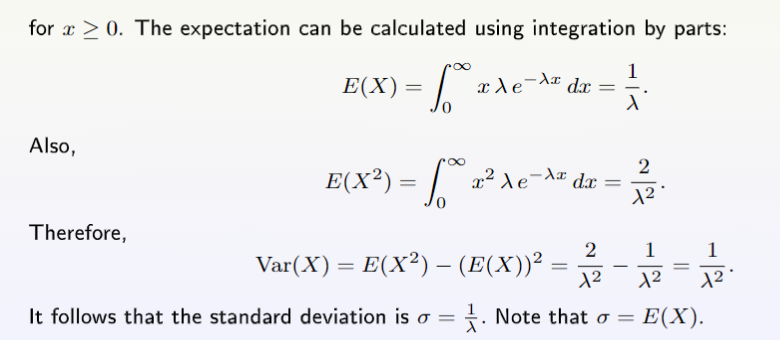 for x ≥ 0. The expectation can be calculated using integration by parts:
E(X) = ∫₀^∞ x λ e^{−λx} dx = 1/λ.
Also,
E(X²) = ∫₀^∞ x² λ e^{−λx} dx = 2/λ².
Therefore,
Var(X) = E(X²) − (E(X))² = 2/λ² − 1/λ² = 1/λ².
It follows that the standard deviation is σ = 1/λ. Note that σ = E(X).